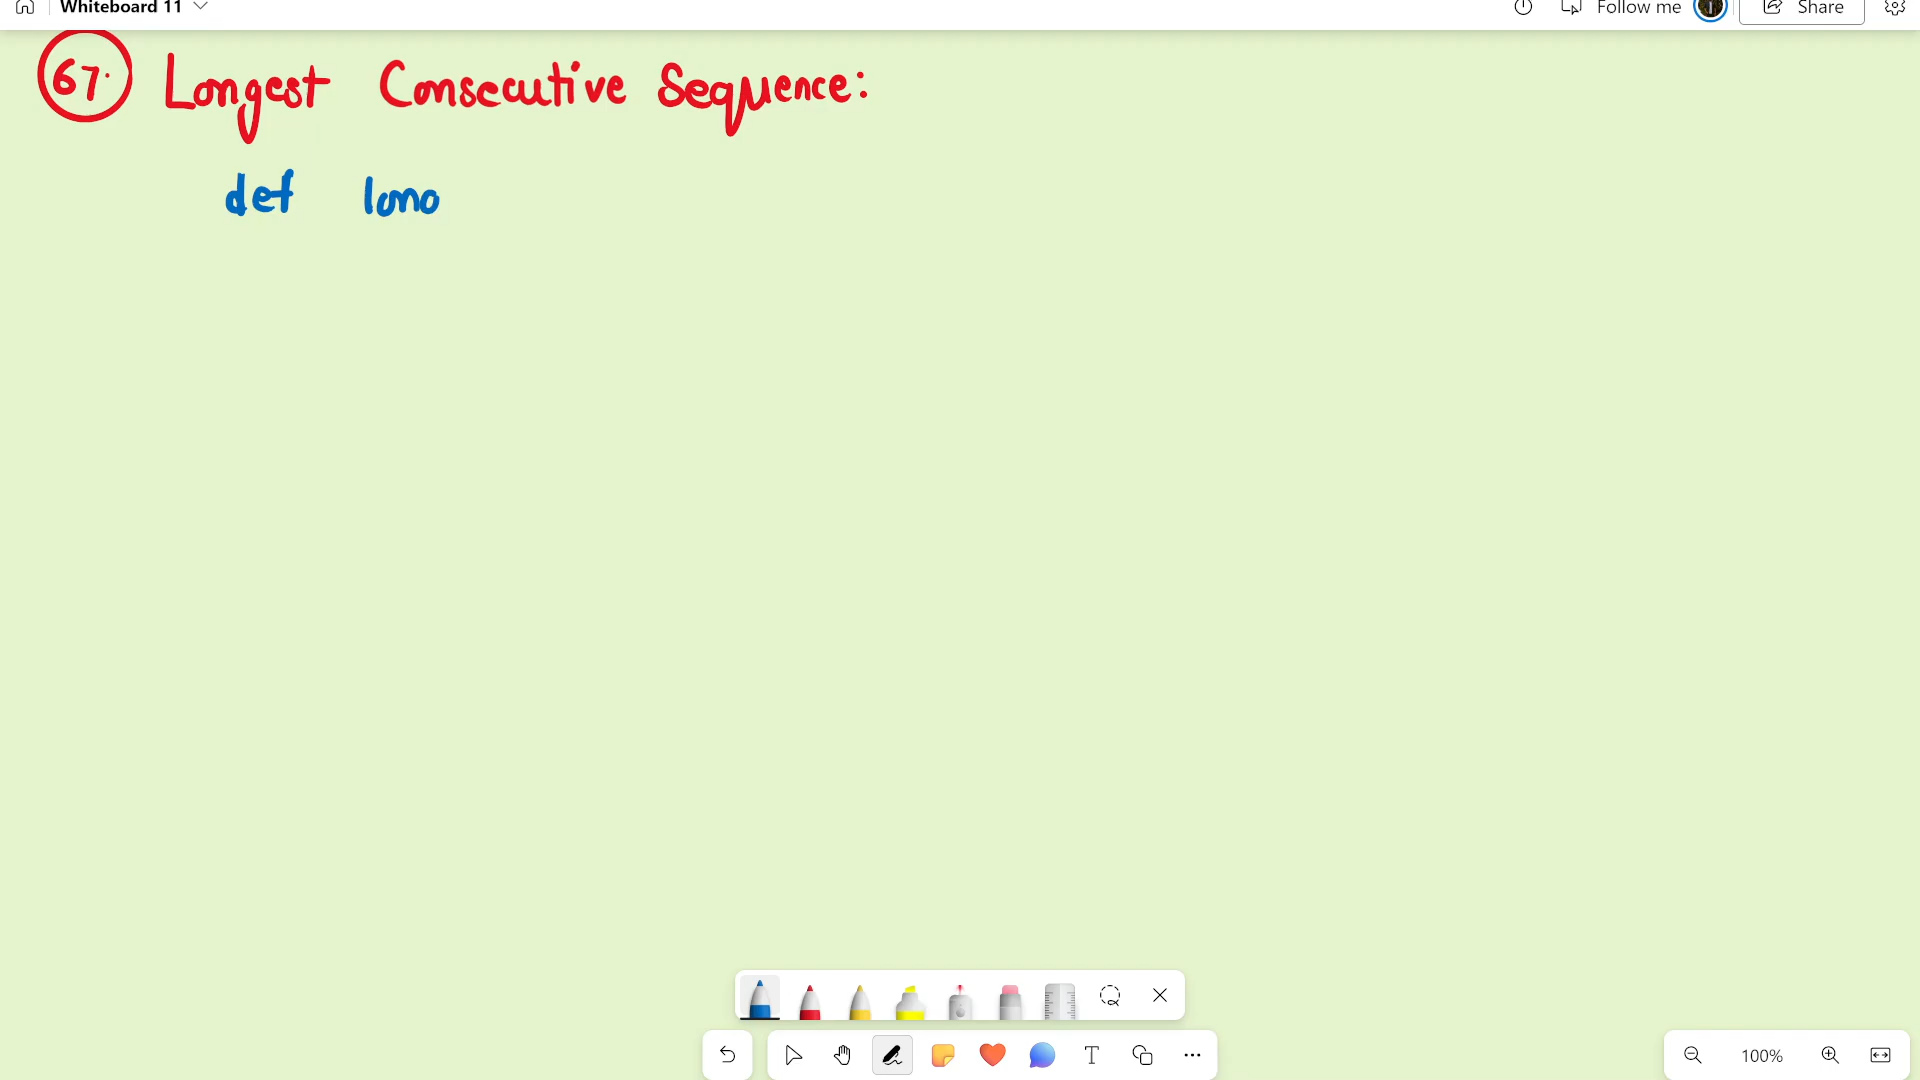 Whiteboard 11
Follow me
Share
67. Longest Consecutive Sequence:
def lono
T
100%